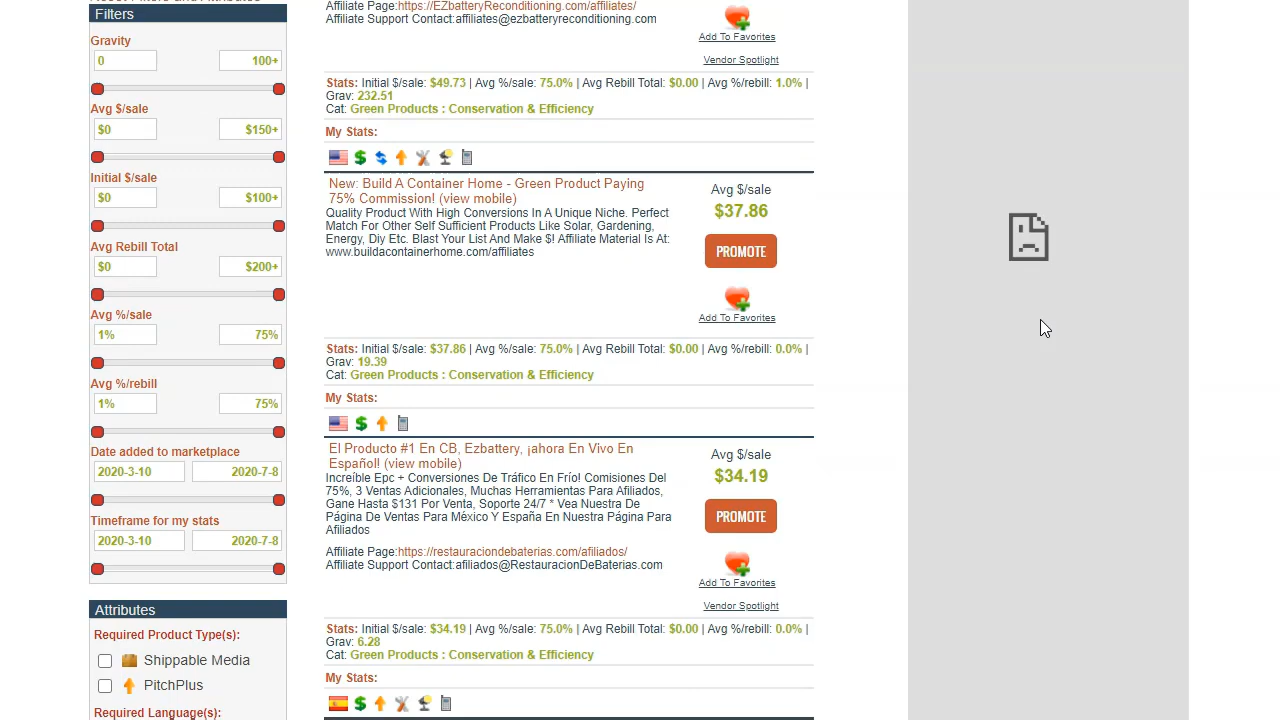 Filters
Gravity
0 100+
Avg $/sale
$0 $150+
Initial $/sale
$0 $100+
Avg Rebill Total
$0 $200+
Avg %/sale
1% 75%
Avg %/rebill
1% 75%
Date added to marketplace
2020-3-10 2020-7-8
Timeframe for my stats
2020-3-10 2020-7-8
Attributes
Required Product Type(s):
Shippable Media
PitchPlus
Required Language(s):
Affiliate Page:https://EZbatteryReconditioning.com/affiliates/
Affiliate Support Contact:affiliates@ezbatteryreconditioning.com
Add To Favorites
Vendor Spotlight
Stats: Initial $/sale: $49.73 | Avg %/sale: 75.0% | Avg Rebill Total: $0.00 | Avg %/rebill: 1.0% |
Grav: 232.51
Cat: Green Products : Conservation & Efficiency
My Stats:
New: Build A Container Home - Green Product Paying
75% Commission! (view mobile)
Quality Product With High Conversions In A Unique Niche. Perfect
Match For Other Self Sufficient Products Like Solar, Gardening,
Energy, Diy Etc. Blast Your List And Make $! Affiliate Material Is At:
www.buildacontainerhome.com/affiliates
Avg $/sale
$37.86
PROMOTE
Add To Favorites
Stats: Initial $/sale: $37.86 | Avg %/sale: 75.0% | Avg Rebill Total: $0.00 | Avg %/rebill: 0.0% |
Grav: 19.39
Cat: Green Products : Conservation & Efficiency
My Stats:
El Producto #1 En CB, Ezbattery, ¡ahora En Vivo En
Español! (view mobile)
Increíble Epc + Conversiones De Tráfico En Frío! Comisiones Del
75%, 3 Ventas Adicionales, Muchas Herramientas Para Afiliados,
Gane Hasta $131 Por Venta, Soporte 24/7 * Vea Nuestra De
Página De Ventas Para México Y España En Nuestra Página Para
Afiliados
Affiliate Page:https://restauraciondebaterias.com/afiliados/
Affiliate Support Contact:afiliados@RestauracionDeBaterias.com
Avg $/sale
$34.19
PROMOTE
Add To Favorites
Vendor Spotlight
Stats: Initial $/sale: $34.19 | Avg %/sale: 75.0% | Avg Rebill Total: $0.00 | Avg %/rebill: 0.0% |
Grav: 6.28
Cat: Green Products : Conservation & Efficiency
My Stats: